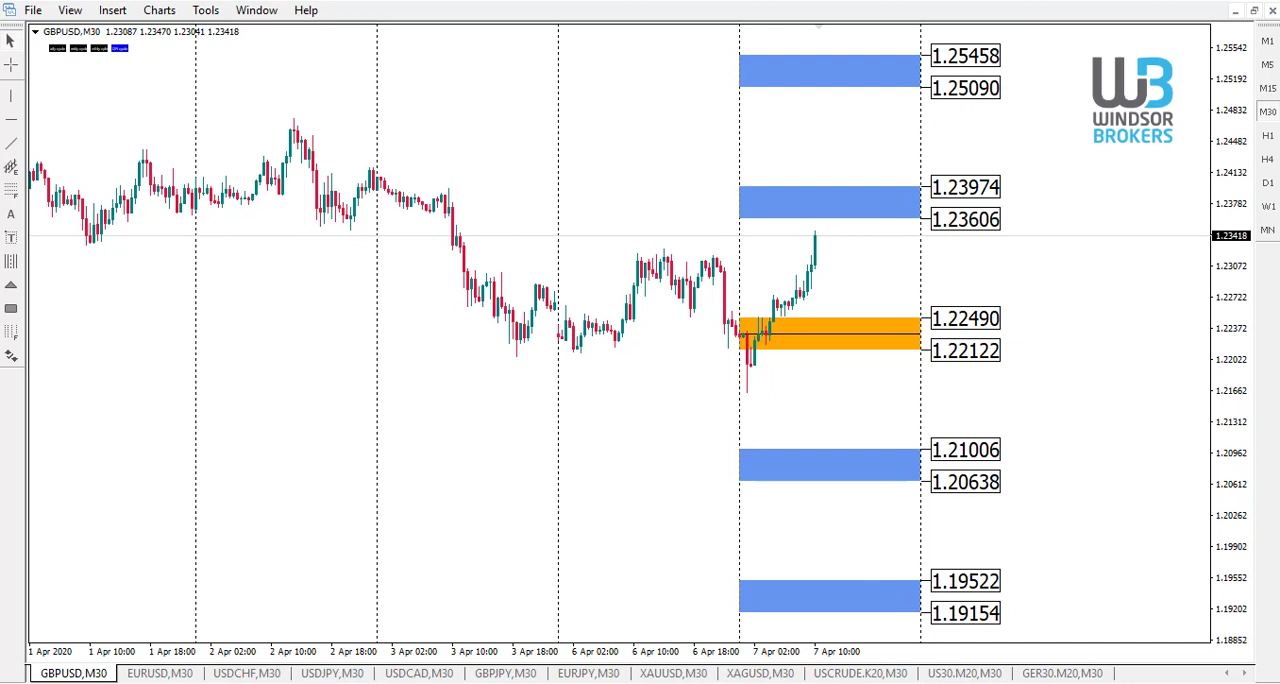 File View Insert Charts Tools Window Help
GBPUSD,M30 1.23087 1.23470 1.23041 1.23418
M1
M5
M15
M30
H1
H4
D1
W1
MN
WINDSOR
BROKERS
1.25458
1.25090
1.23974
1.23606
1.22490
1.22122
1.21006
1.20638
1.19522
1.19154
1.25542
1.25192
1.24832
1.24482
1.24132
1.23782
1.23418
1.23072
1.22722
1.22372
1.22002
1.21662
1.21312
1.20962
1.20612
1.20262
1.19902
1.19552
1.19202
1.18852
1 Apr 2020 1 Apr 10:00 1 Apr 18:00 2 Apr 02:00 2 Apr 10:00 2 Apr 18:00 3 Apr 02:00 3 Apr 10:00 3 Apr 18:00 6 Apr 02:00 6 Apr 10:00 6 Apr 18:00 7 Apr 02:00 7 Apr 10:00
GBPUSD,M30 EURUSD,M30 USDCHF,M30 USDJPY,M30 USDCAD,M30 GBPJPY,M30 EURJPY,M30 XAUUSD,M30 XAGUSD,M30 USCRUDE.K20,M30 US30.M20,M30 GER30.M20,M30